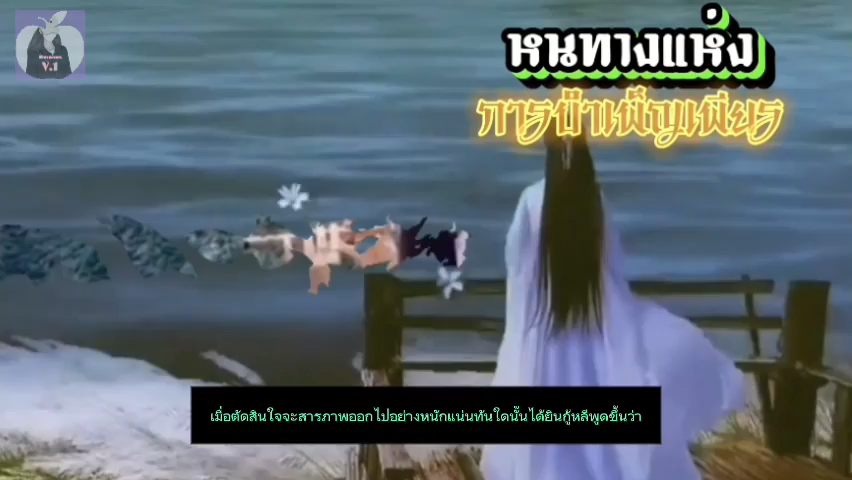 หนทางแห่ง
การบำเพ็ญเพียร
V.1
เมื่อตัดสินใจจะสารภาพออกไปอย่างหนักแน่นทันใดนั้นได้ยินกู้หลีพูดขึ้นว่า